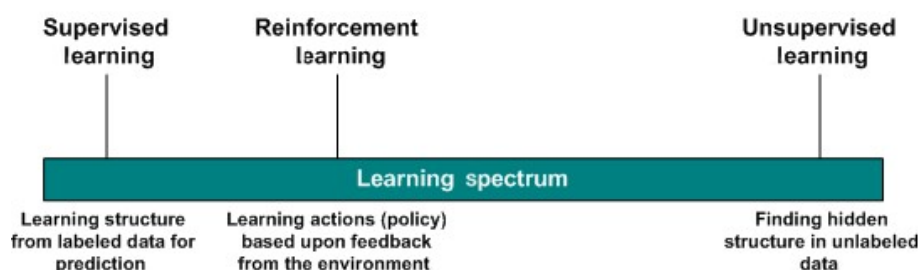 Supervised
learning
Reinforcement
learning
Unsupervised
learning
Learning spectrum
Learning structure
from labeled data for
prediction
Learning actions (policy)
based upon feedback
from the environment
Finding hidden
structure in unlabeled
data